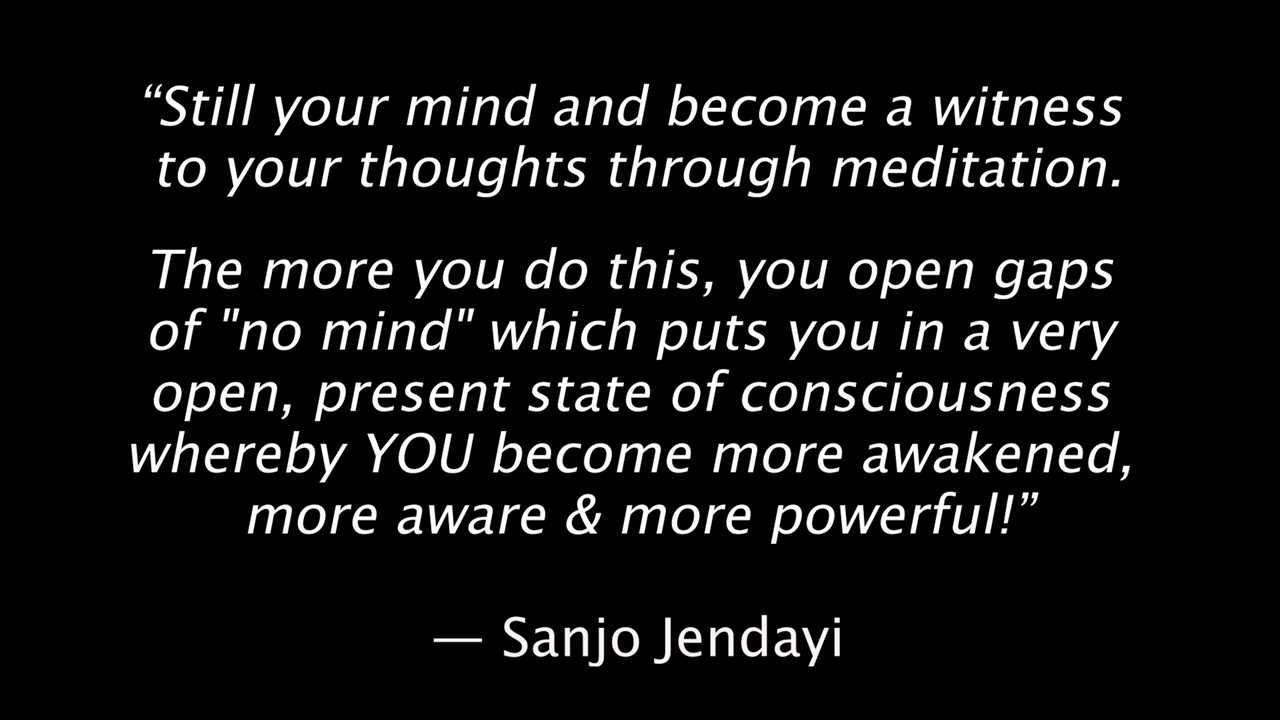 “Still your mind and become a witness
to your thoughts through meditation.
The more you do this, you open gaps
of "no mind" which puts you in a very
open, present state of consciousness
whereby YOU become more awakened,
more aware & more powerful!”
— Sanjo Jendayi